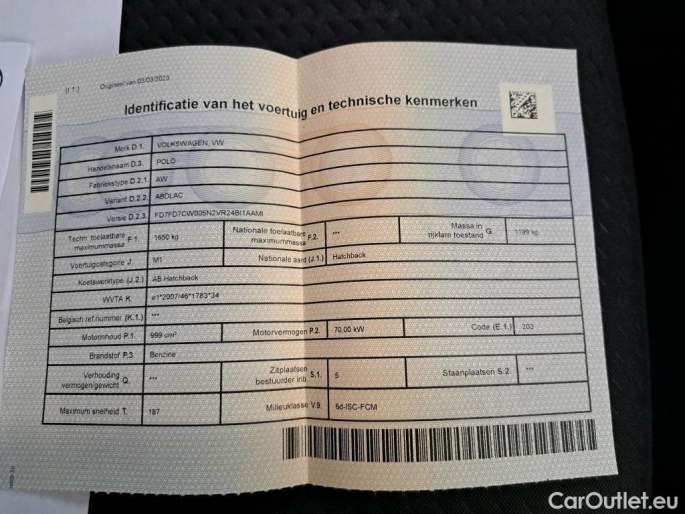 (I 1.) Origineel van 03/03/2023
Identificatie van het voertuig en technische kenmerken
Merk D.1. VOLKSWAGEN, VW
Handelsnaam D.3. POLO
Fabriekstype D.2.1. AW
Variant D.2.2. ABDLAC
Versie D.2.3. FD7FD7CW005N2VR24BI1AAMI
Techn. toelaatbare maximummassa F.1. 1650 kg Nationale toelaatbare maximummassa F.2. *** Massa in rijklare toestand G. 1199 kg
Voertuigcategorie J. M1 Nationale aard (J.1.) Hatchback
Koetswerktype (J.2.) AB Hatchback
WVTA K. e1*2007/46*1783*34
Belgisch ref.nummer (K.1.) ***
Motorinhoud P.1. 999 cm³ Motorvermogen P.2. 70,00 kW Code (E.1.) 203
Brandstof P.3. Benzine
Verhouding vermogen/gewicht Q. *** Zitplaatsen bestuurder inb. S.1. 5 Staanplaatsen S.2. ***
Maximum snelheid T. 187 Milieuklasse V.9. 6d-ISC-FCM
CarOutlet.eu